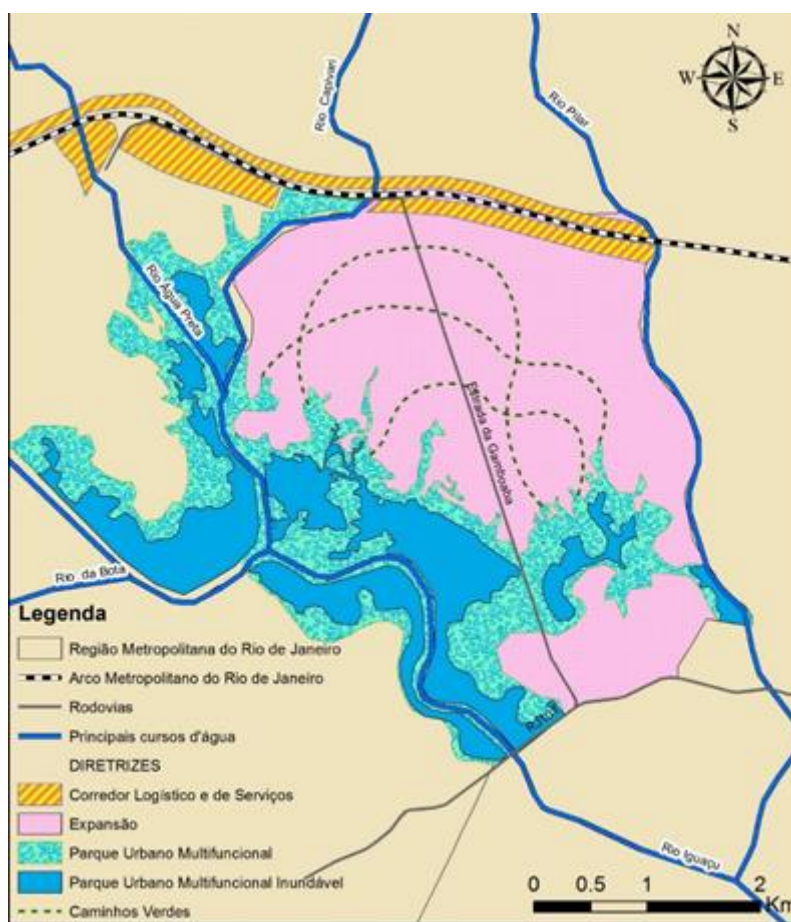 N
W E
S
Rio Capivari
Rio Pilar
Rio Água Preta
Estrada da Gamboaba
Rio da Bota
Rio Iguaçu
Legenda
Região Metropolitana do Rio de Janeiro
Arco Metropolitano do Rio de Janeiro
Rodovias
Principais cursos d'água
DIRETRIZES
Corredor Logístico e de Serviços
Expansão
Parque Urbano Multifuncional
Parque Urbano Multifuncional Inundável
Caminhos Verdes
0 0.5 1 2
Km